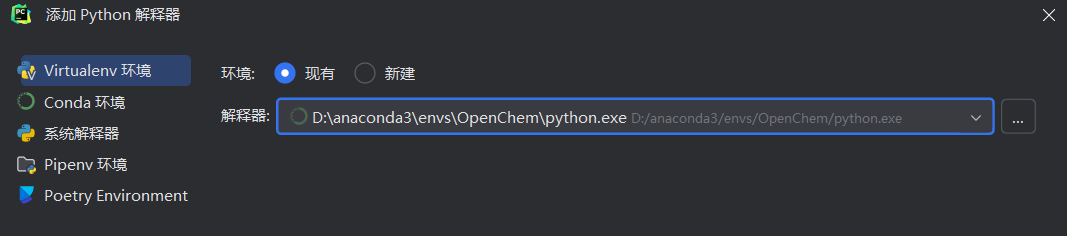 PC 添加 Python 解释器
Virtualenv 环境
环境: 现有 新建
Conda 环境
解释器: D:\anaconda3\envs\OpenChem\python.exe D:/anaconda3/envs/OpenChem/python.exe ...
系统解释器
Pipenv 环境
Poetry Environment